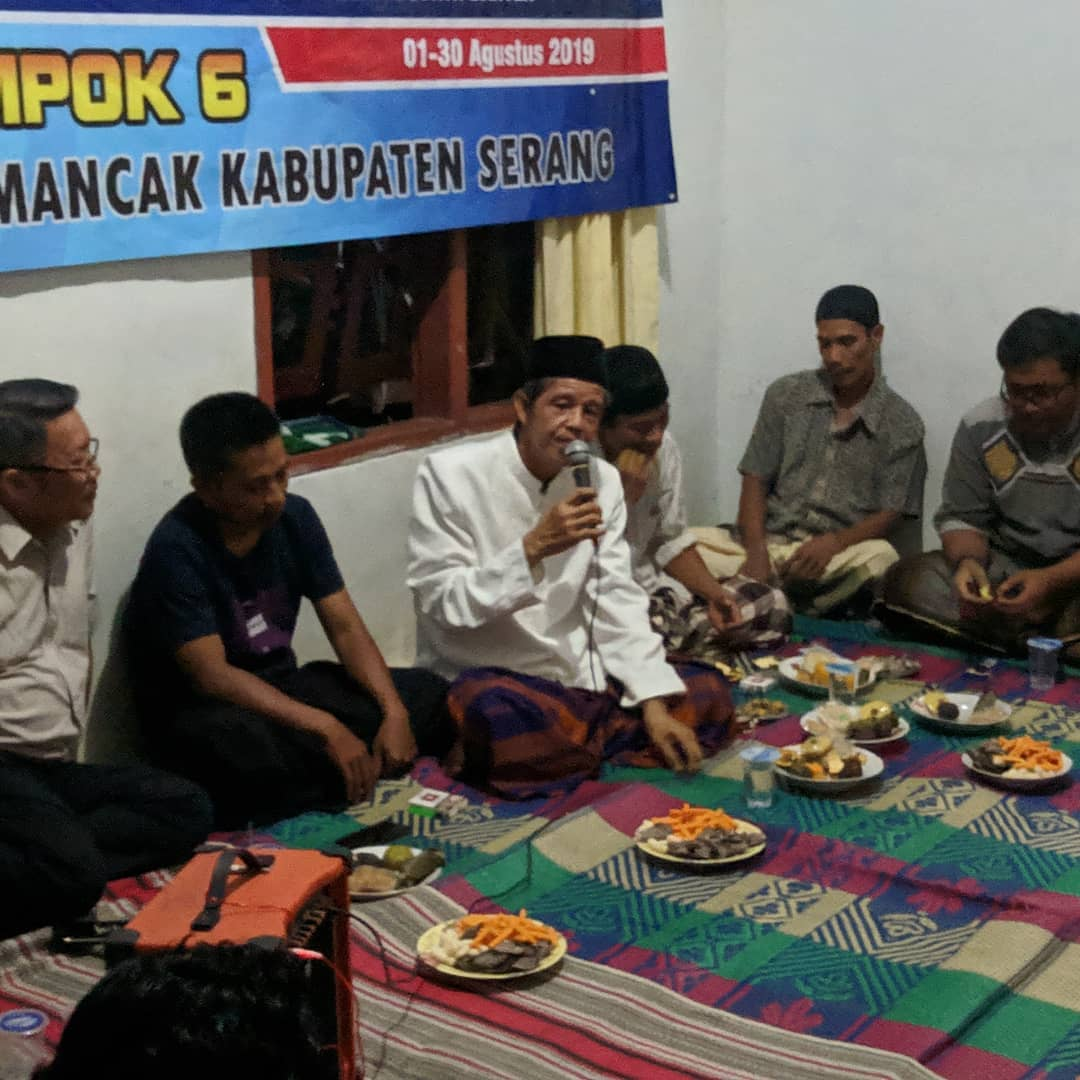 01-30 Agustus 2019
MPOK 6
MANCAK KABUPATEN SERANG